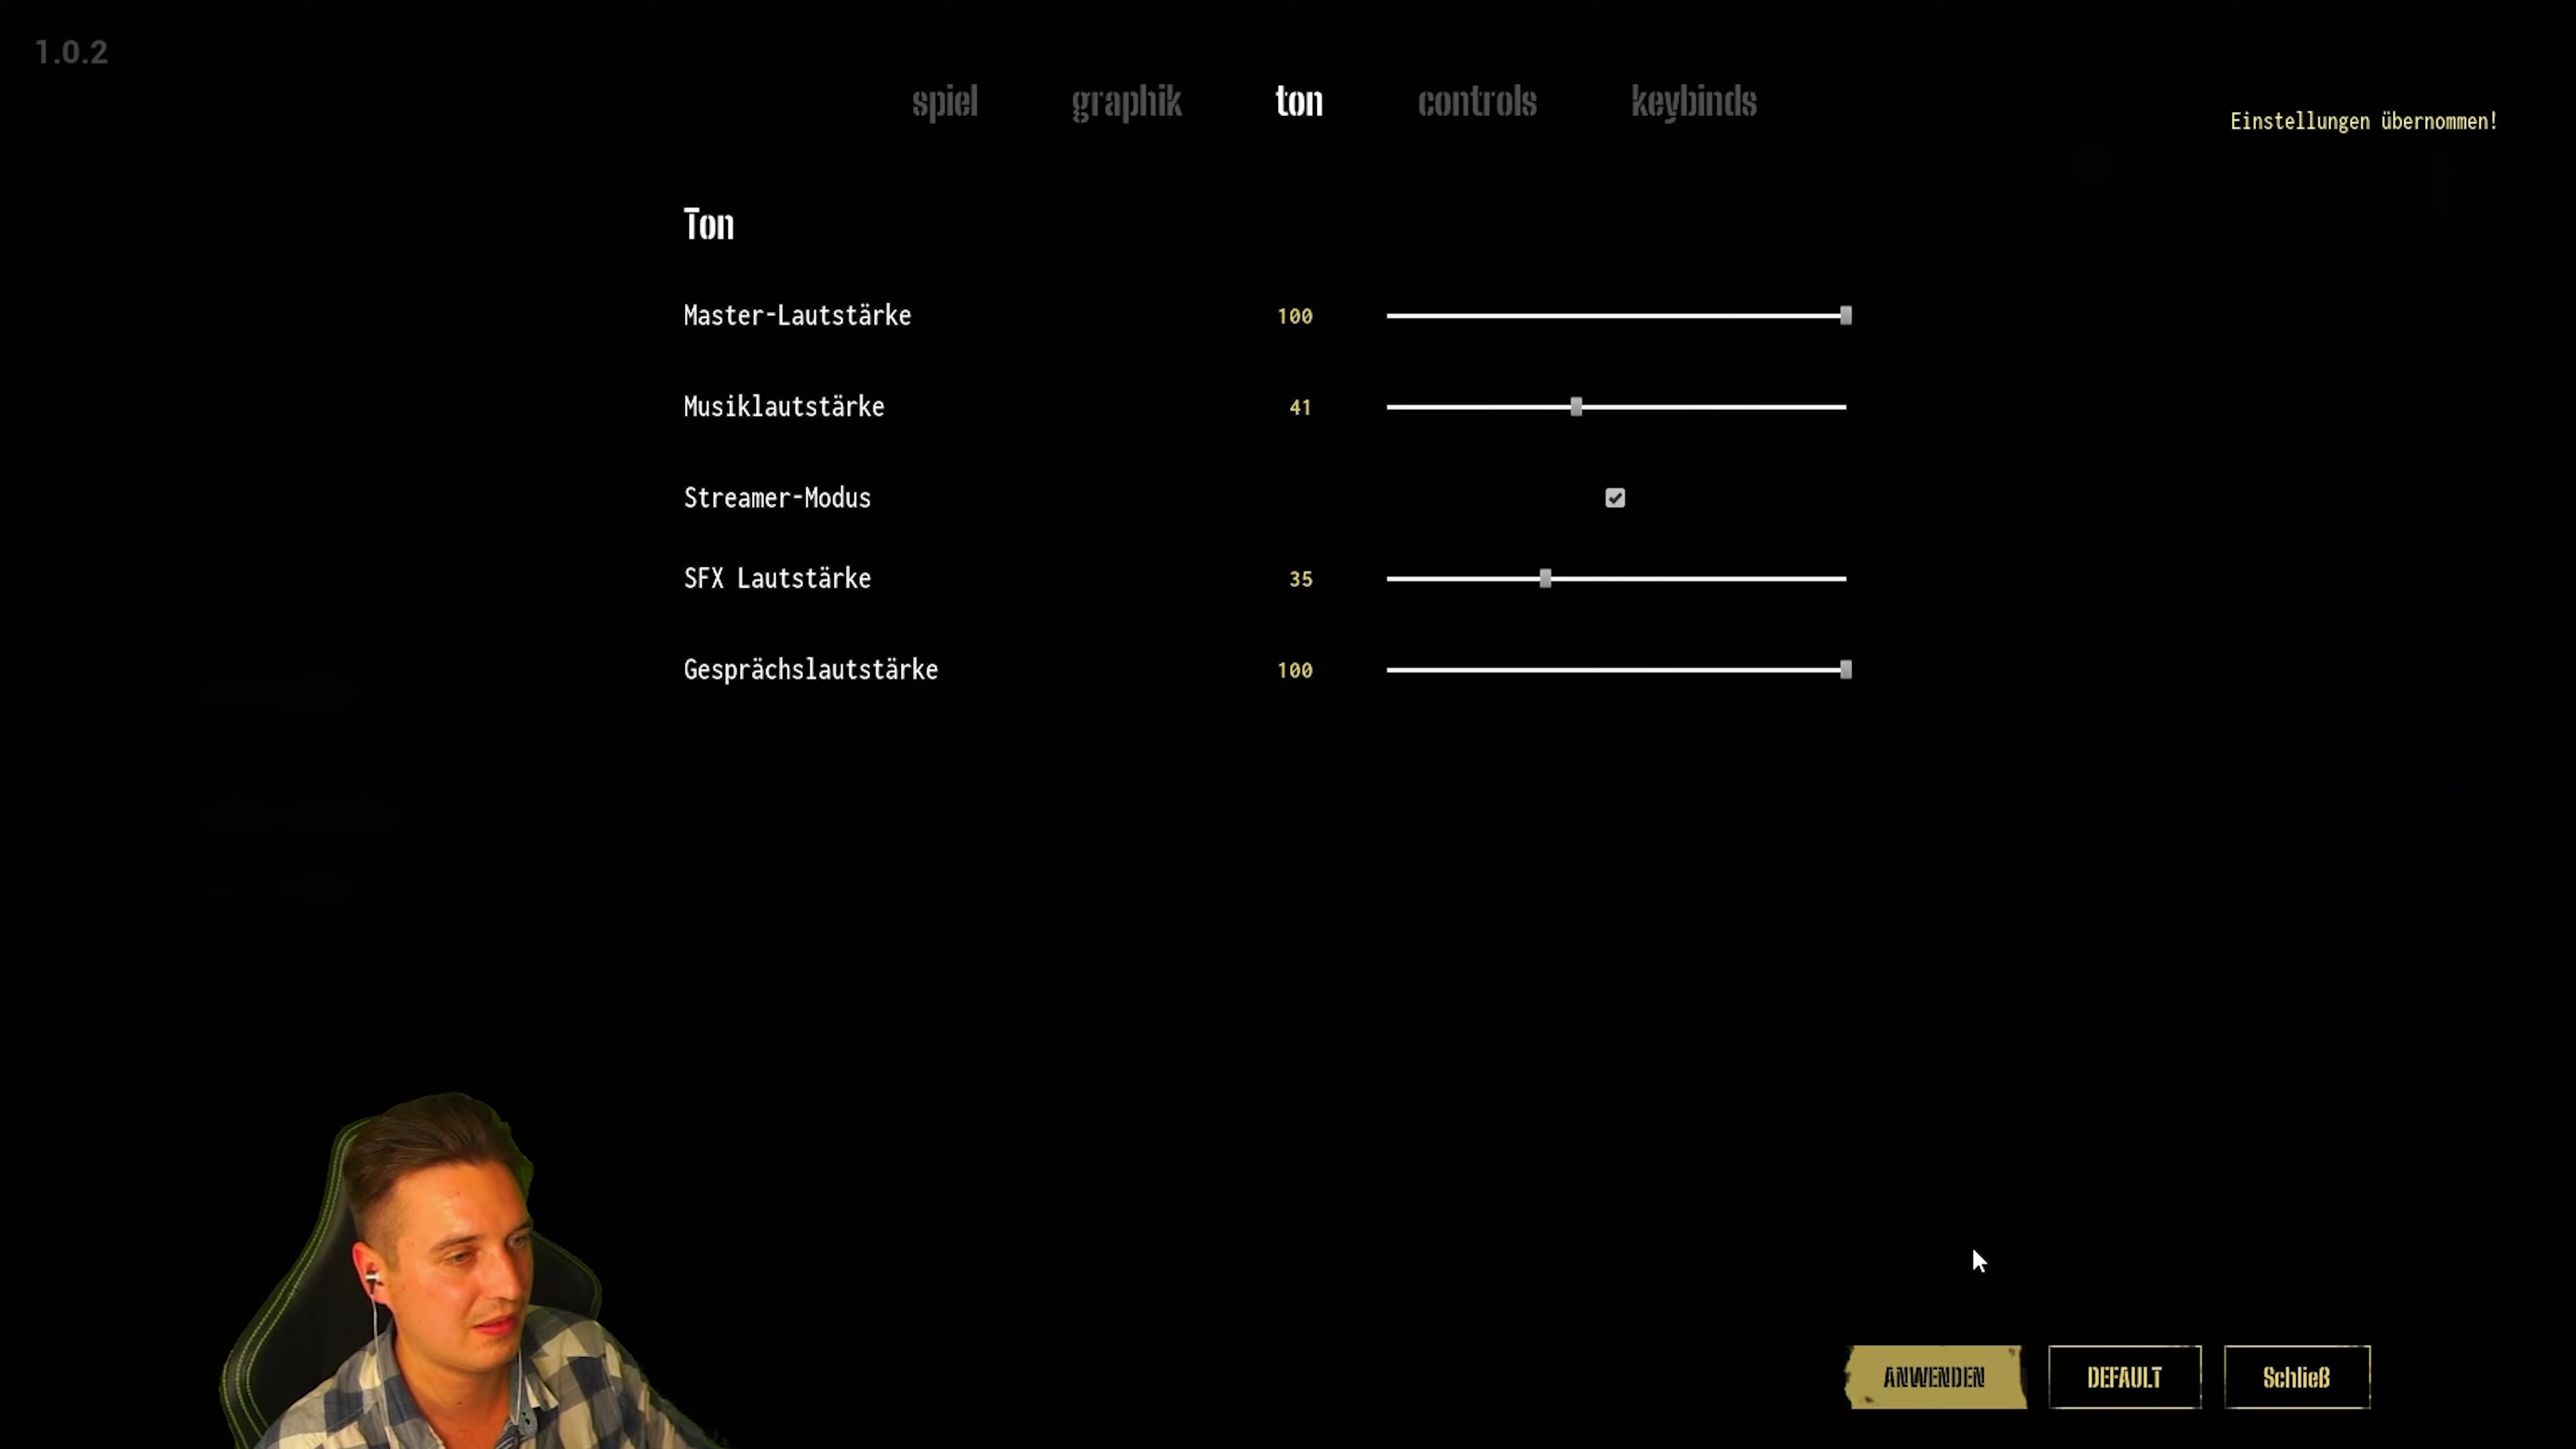 1.0.2
spiel graphik ton controls keybinds
Einstellungen übernommen!
Ton
Master-Lautstärke 100
Musiklautstärke 41
Streamer-Modus
SFX Lautstärke 35
Gesprächslautstärke 100
ANWENDEN DEFAULT Schließ